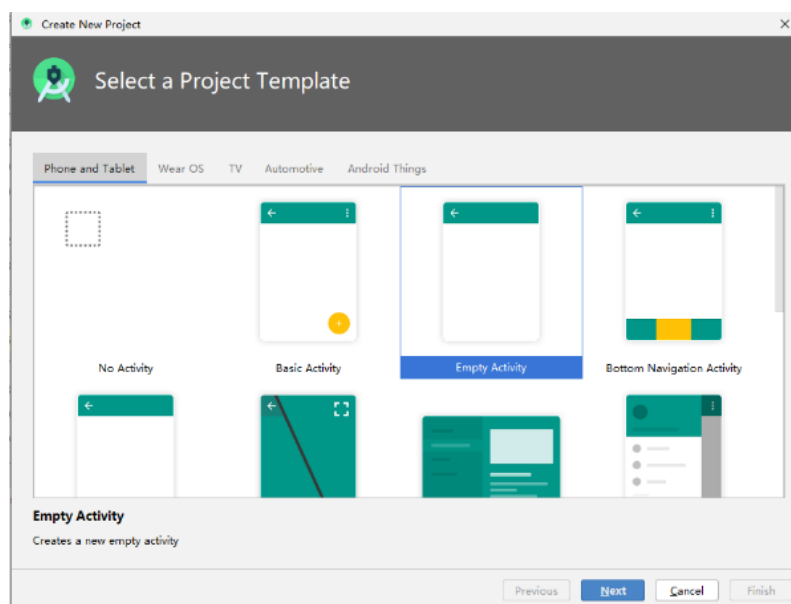 Create New Project
Select a Project Template
Phone and Tablet Wear OS TV Automotive Android Things
No Activity Basic Activity Empty Activity Bottom Navigation Activity
Empty Activity
Creates a new empty activity
Previous Next Cancel Finish